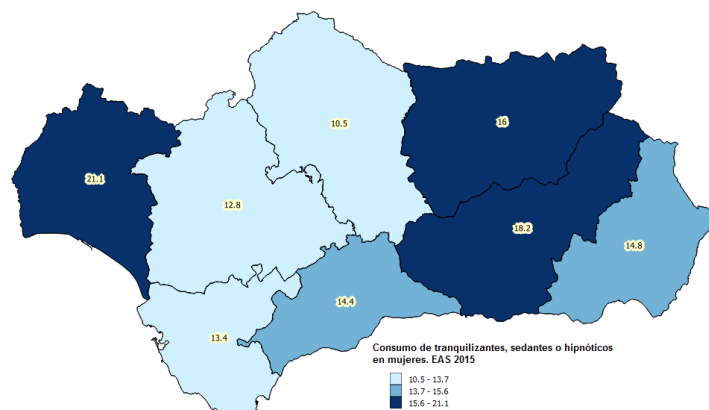 10.5
16
21.1
12.8
18.2
14.8
14.4
13.4
Consumo de tranquilizantes, sedantes o hipnóticos
en mujeres. EAS 2015
10.5 - 13.7
13.7 - 15.6
15.6 - 21.1